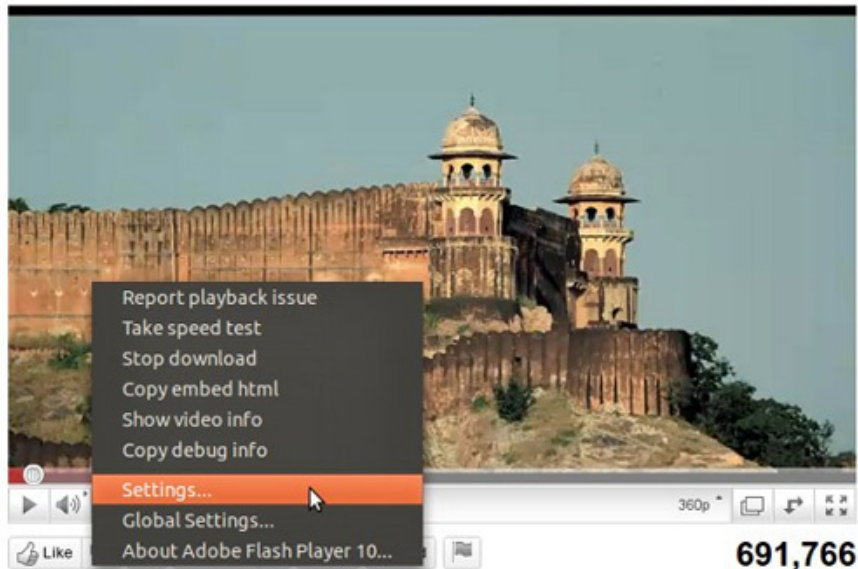 Report playback issue
Take speed test
Stop download
Copy embed html
Show video info
Copy debug info
Settings...
Global Settings...
About Adobe Flash Player 10...
360p
Like
691,766